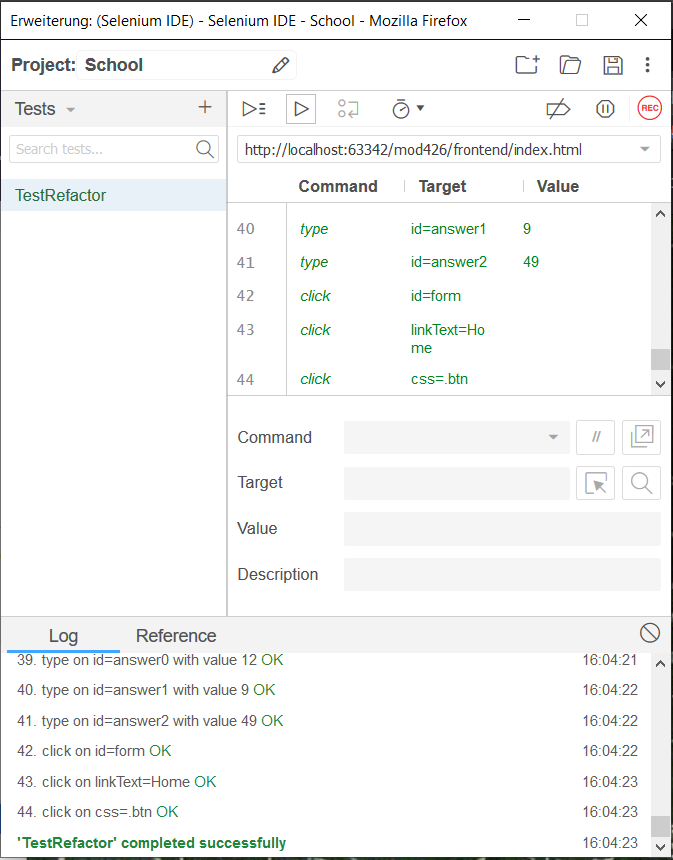 Erweiterung: (Selenium IDE) - Selenium IDE - School - Mozilla Firefox
Project: School
Tests
Search tests...
REC
http://localhost:63342/mod426/frontend/index.html
TestRefactor
Command Target Value
40 type id=answer1 9
41 type id=answer2 49
42 click id=form
43 click linkText=Ho
me
44 click css=.btn
Command
//
Target
Value
Description
Log Reference
39. type on id=answer0 with value 12 OK 16:04:21
40. type on id=answer1 with value 9 OK 16:04:22
41. type on id=answer2 with value 49 OK 16:04:22
42. click on id=form OK 16:04:22
43. click on linkText=Home OK 16:04:23
44. click on css=.btn OK 16:04:23
'TestRefactor' completed successfully 16:04:23